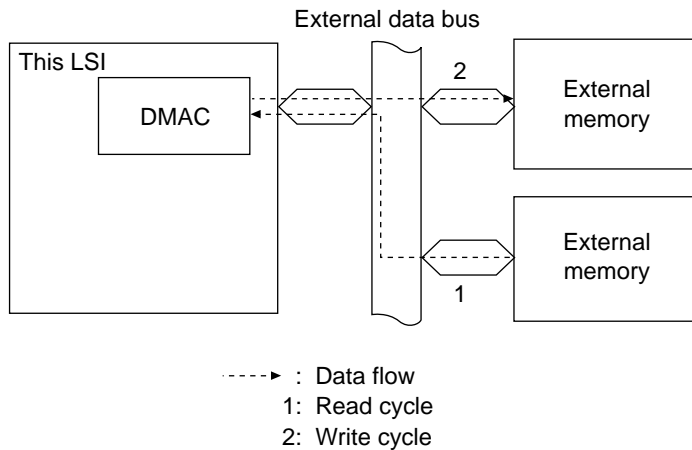 External data bus
This LSI
DMAC
2
External
memory
External
memory
1
: Data flow
1: Read cycle
2: Write cycle